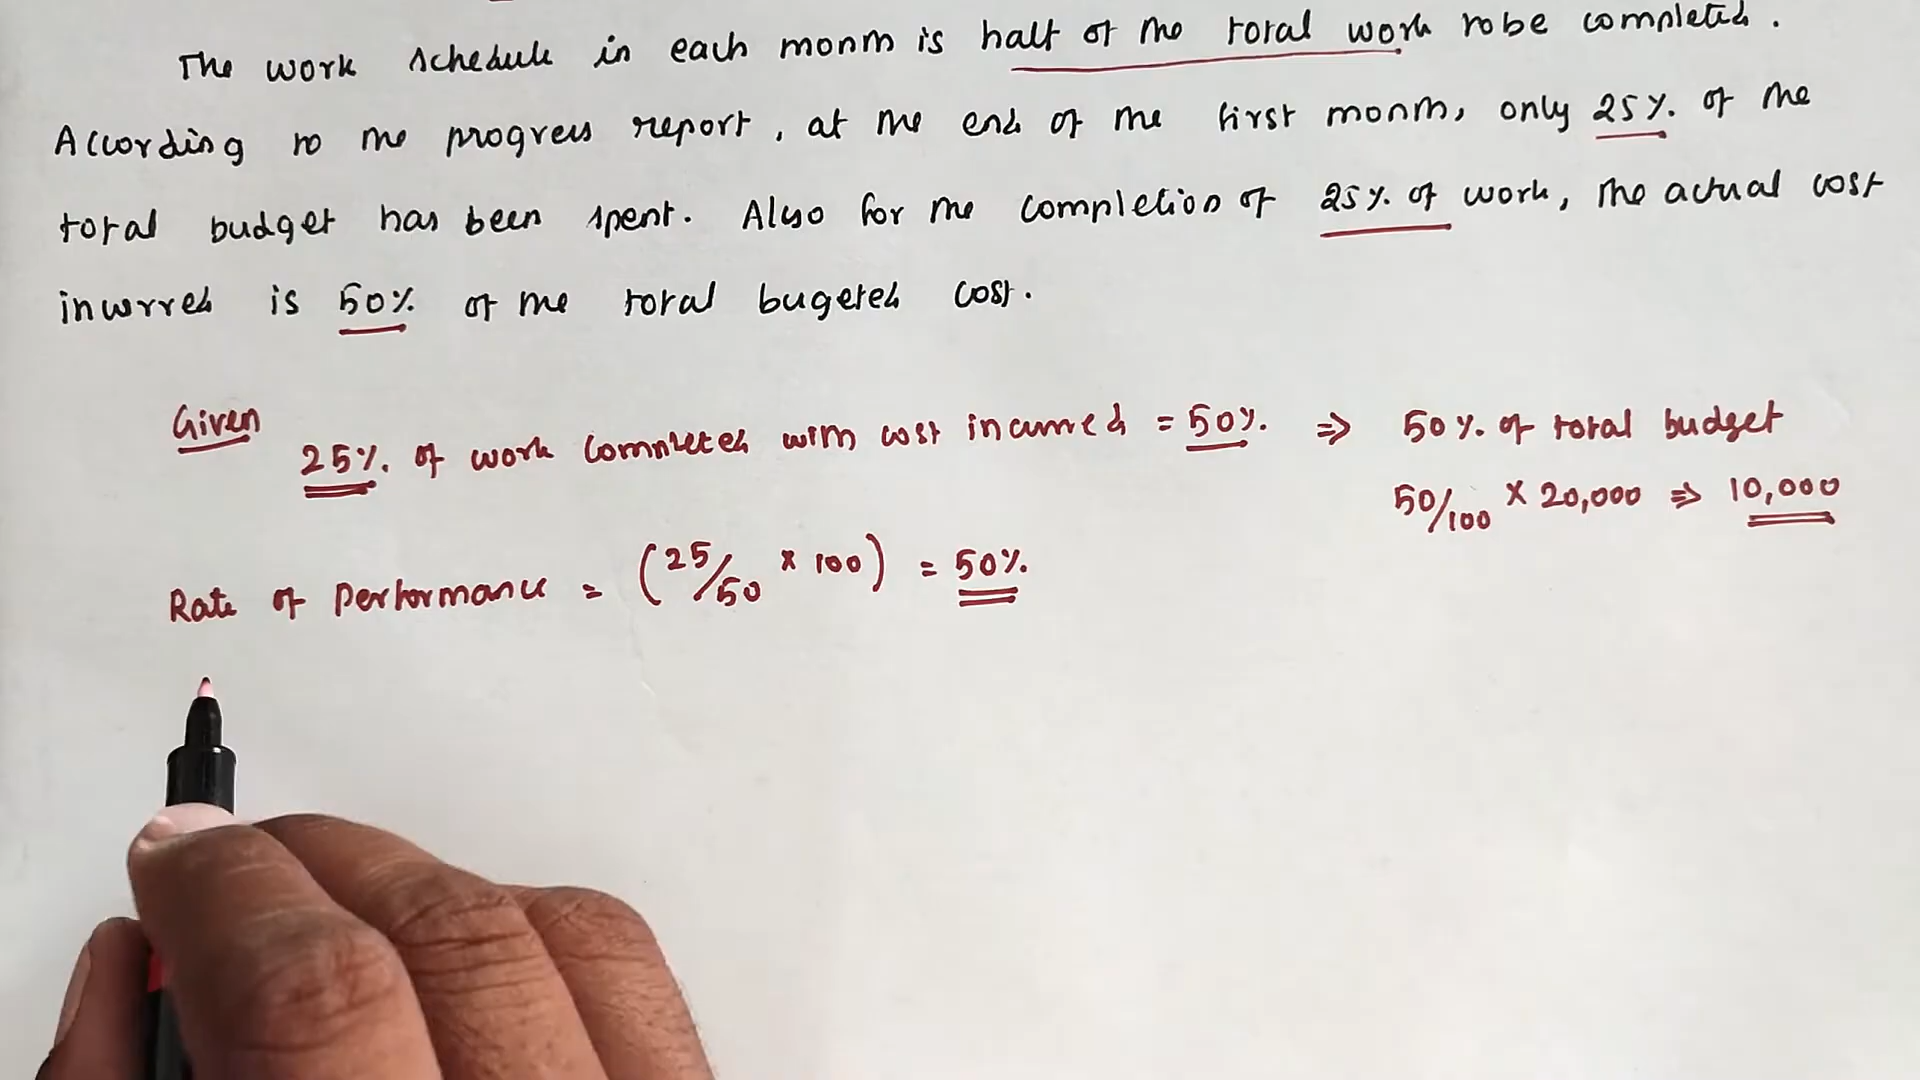 The work schedule in each month is half of the total work to be completed.
According to the progress report, at the end of the first month, only 25% of the
total budget has been spent. Also for the completion of 25% of work, the actual cost
incurred is 50% of the total bugeted cost.
Given
25% of work completed with cost incurred = 50% ⇒ 50% of total budget
50/100 × 20,000 ⇒ 10,000
Rate of performance = (25/50 × 100) = 50%